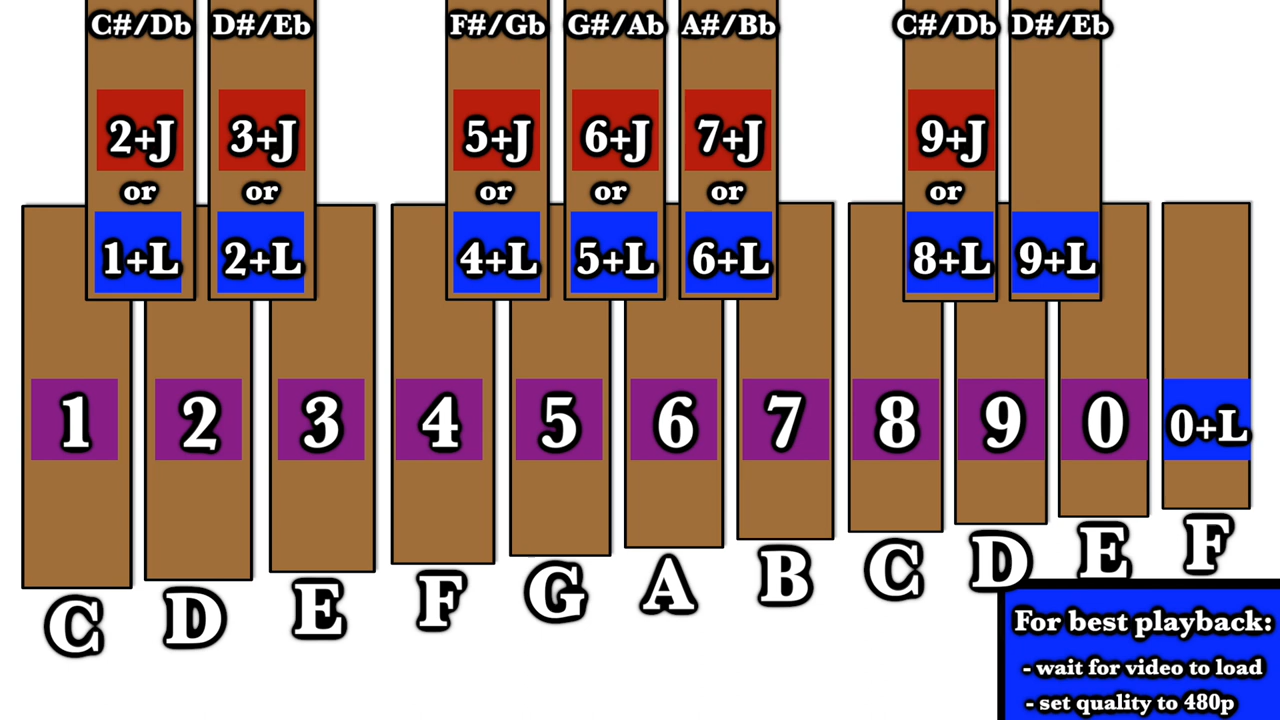 C#/Db D#/Eb F#/Gb G#/Ab A#/Bb C#/Db D#/Eb
2+J 3+J 5+J 6+J 7+J 9+J
or or or or or or
1+L 2+L 4+L 5+L 6+L 8+L 9+L
1 2 3 4 5 6 7 8 9 0 0+L
C D E F G A B C D E F
For best playback:
- wait for video to load
- set quality to 480p